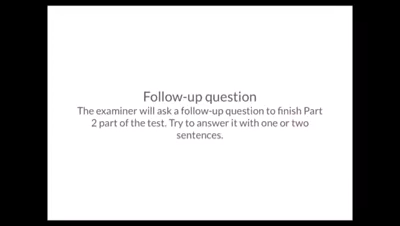 Follow-up question
The examiner will ask a follow-up question to finish Part
2 part of the test. Try to answer it with one or two
sentences.